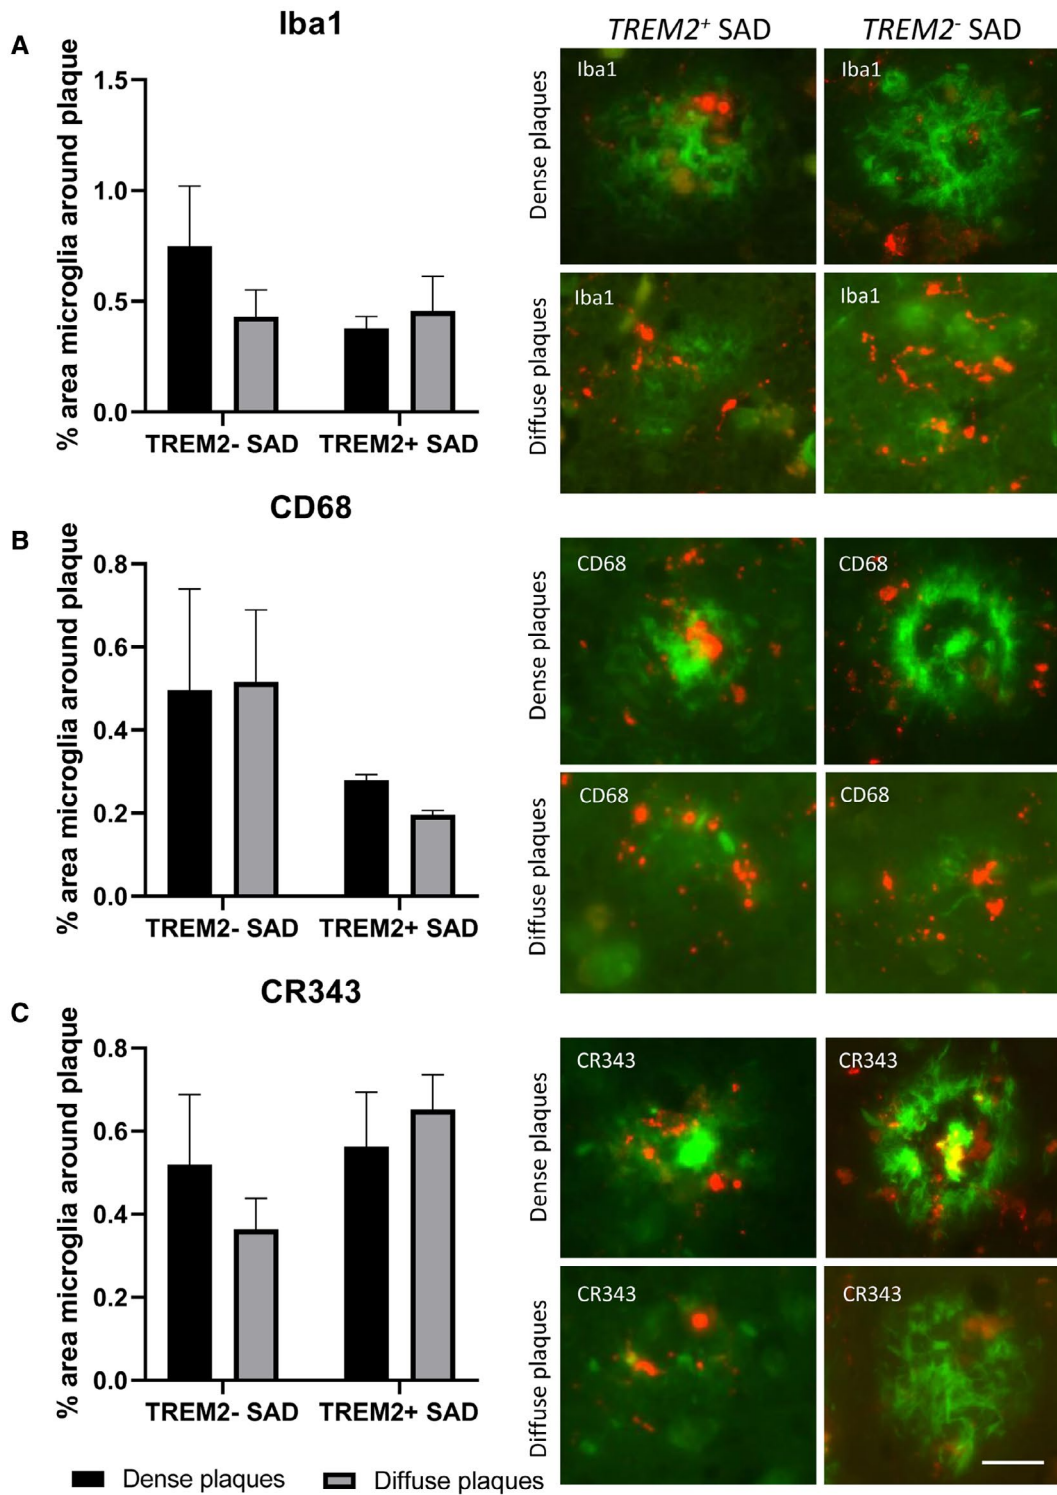 A
Iba1
% area microglia around plaque
1.5
1.0
0.5
0.0
TREM2- SAD
TREM2+ SAD
TREM2+ SAD
TREM2- SAD
Dense plaques
Iba1
Iba1
Diffuse plaques
Iba1
Iba1
B
CD68
% area microglia around plaque
0.8
0.6
0.4
0.2
0.0
TREM2- SAD
TREM2+ SAD
Dense plaques
CD68
CD68
Diffuse plaques
CD68
CD68
C
CR343
% area microglia around plaque
0.8
0.6
0.4
0.2
0.0
TREM2- SAD
TREM2+ SAD
Dense plaques
CR343
CR343
Diffuse plaques
CR343
CR343
Dense plaques
Diffuse plaques